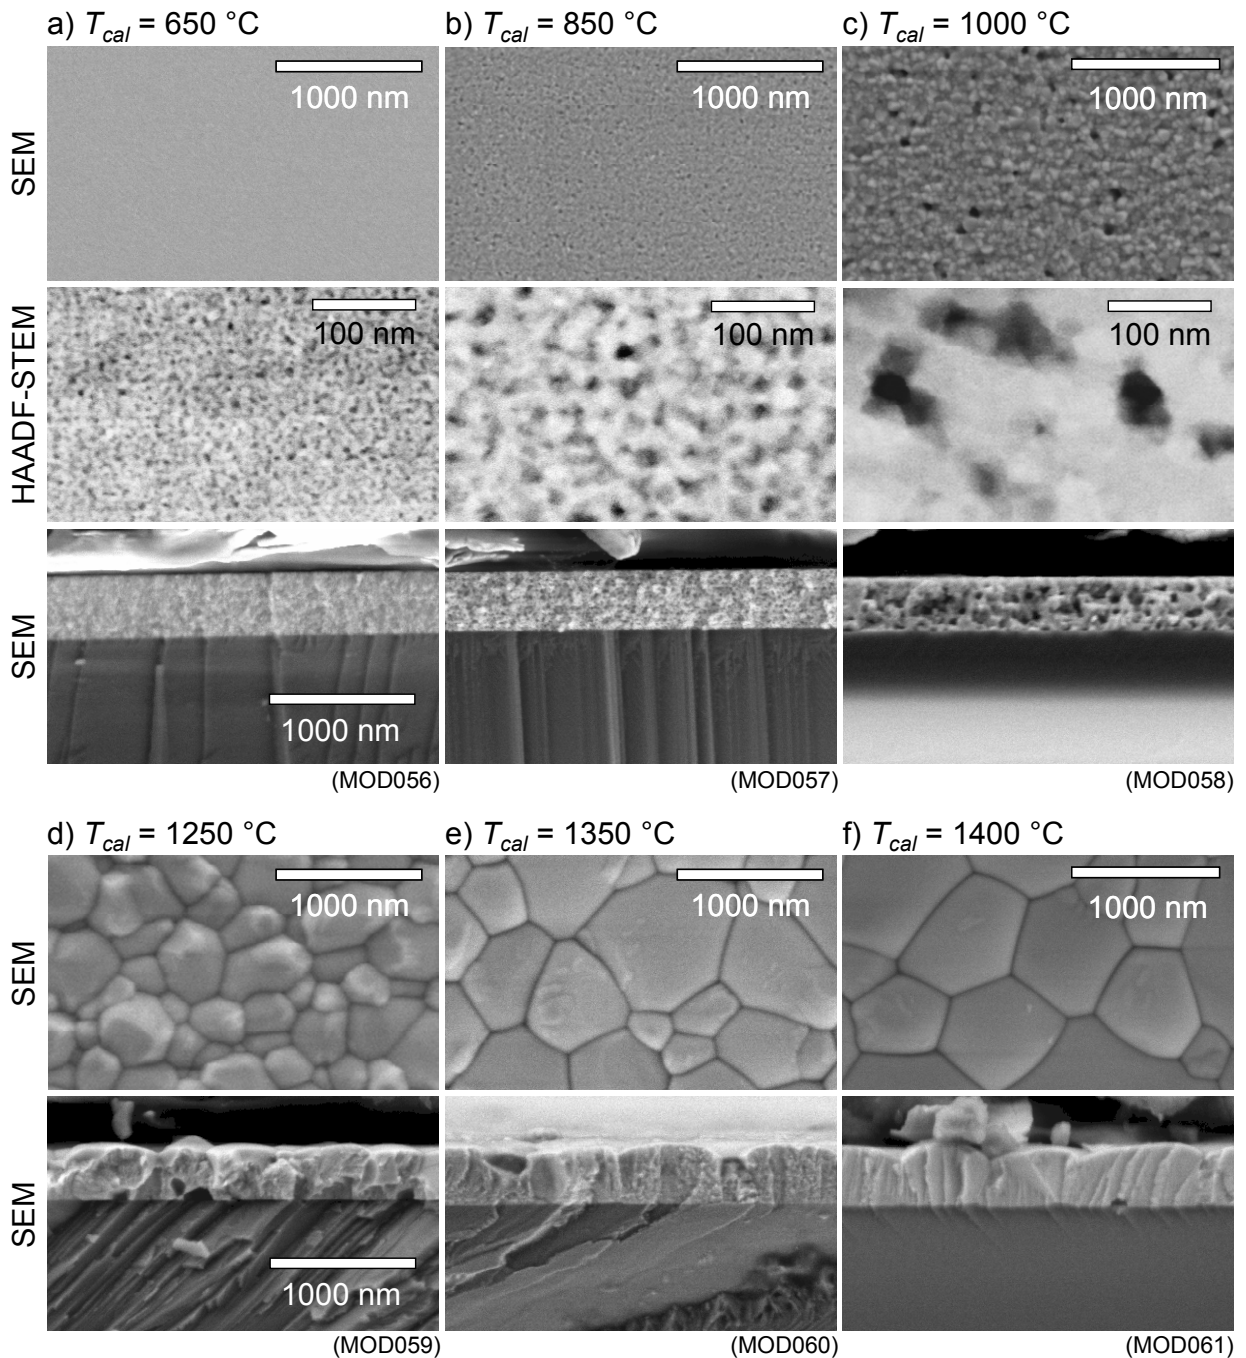 a) T_cal = 650 °C
b) T_cal = 850 °C
c) T_cal = 1000 °C
SEM
1000 nm
1000 nm
1000 nm
HAADF-STEM
100 nm
100 nm
100 nm
SEM
1000 nm
(MOD056)
(MOD057)
(MOD058)
d) T_cal = 1250 °C
e) T_cal = 1350 °C
f) T_cal = 1400 °C
SEM
1000 nm
1000 nm
1000 nm
SEM
1000 nm
(MOD059)
(MOD060)
(MOD061)